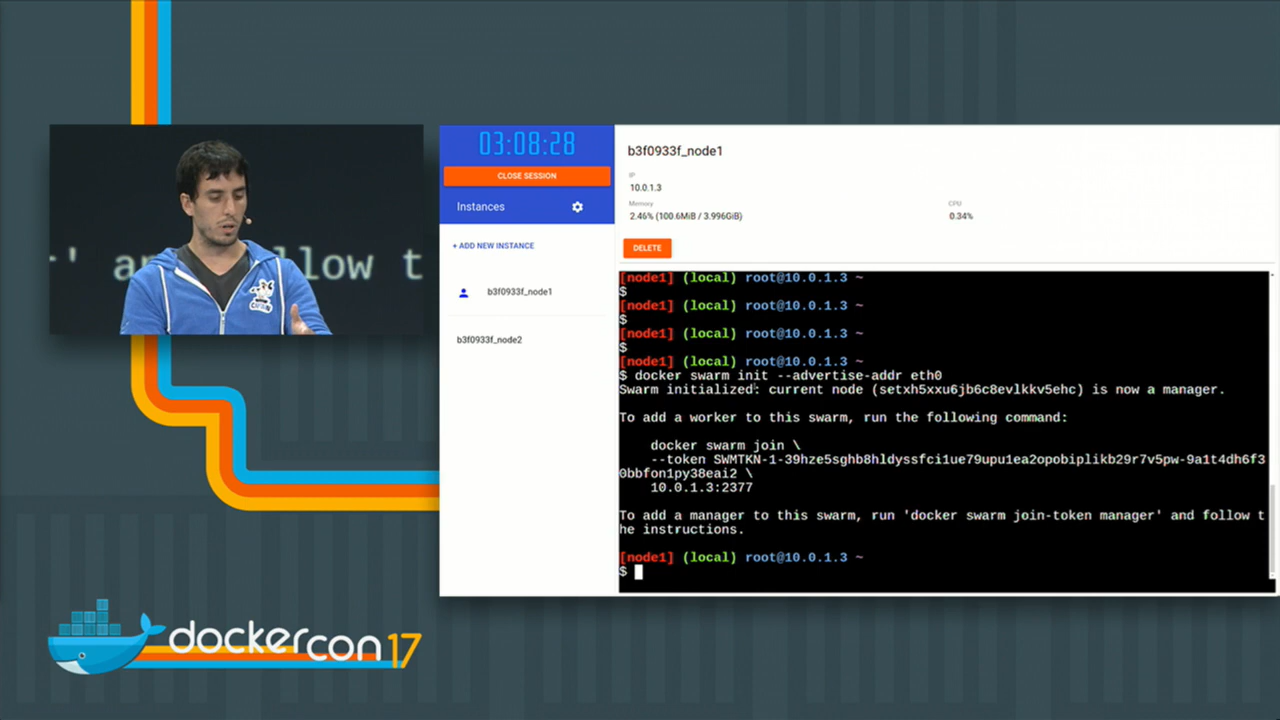 ' and follow t
03:08:28
CLOSE SESSION
Instances
+ ADD NEW INSTANCE
b3f0933f_node1
b3f0933f_node2
b3f0933f_node1
IP
10.0.1.3
Memory
CPU
2.46% (100.6MiB / 3.996GiB)
0.34%
DELETE
[node1] (local) root@10.0.1.3 ~
$
[node1] (local) root@10.0.1.3 ~
$
[node1] (local) root@10.0.1.3 ~
$
[node1] (local) root@10.0.1.3 ~
$ docker swarm init --advertise-addr eth0
Swarm initialized: current node (setxh5xxu6jb6c8evlkkv5ehc) is now a manager.
To add a worker to this swarm, run the following command:
docker swarm join \
--token SWMTKN-1-39hze5sghb8hldyssfci1ue79upu1ea2opobiplikb29r7v5pw-9a1t4dh6f3
0bbfon1py38eai2 \
10.0.1.3:2377
To add a manager to this swarm, run 'docker swarm join-token manager' and follow t
he instructions.
[node1] (local) root@10.0.1.3 ~
$
dockercon 17